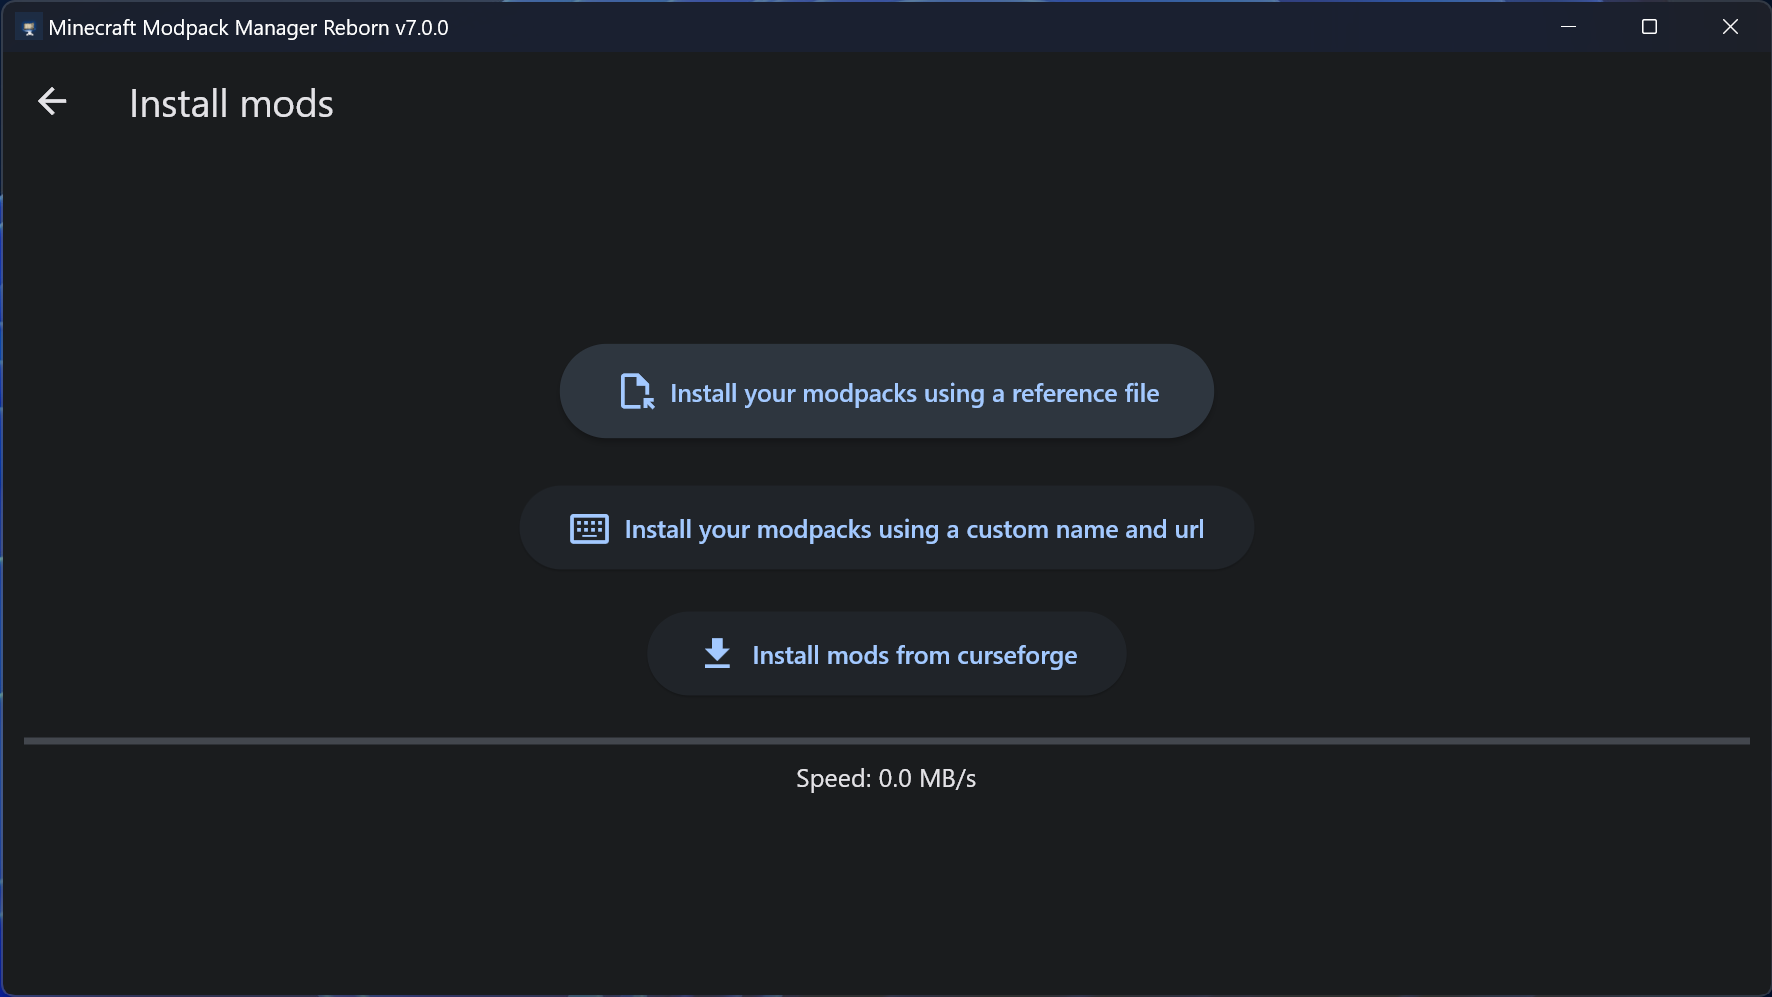 Minecraft Modpack Manager Reborn v7.0.0
Install mods
Install your modpacks using a reference file
Install your modpacks using a custom name and url
Install mods from curseforge
Speed: 0.0 MB/s